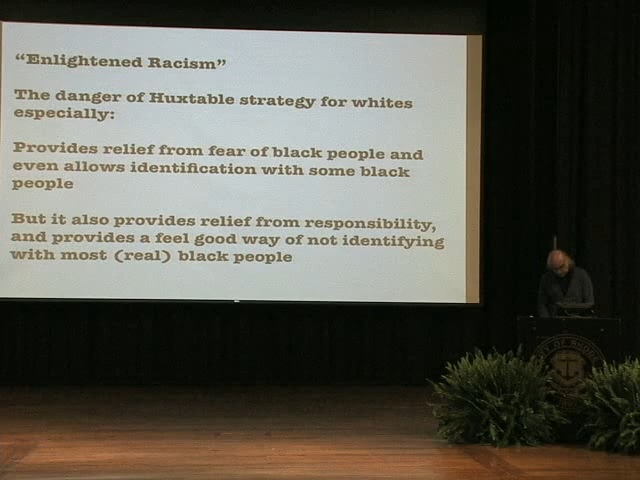 “Enlightened Racism”
The danger of Huxtable strategy for whites
especially:
Provides relief from fear of black people and
even allows identification with some black
people
But it also provides relief from responsibility,
and provides a feel good way of not identifying
with most (real) black people